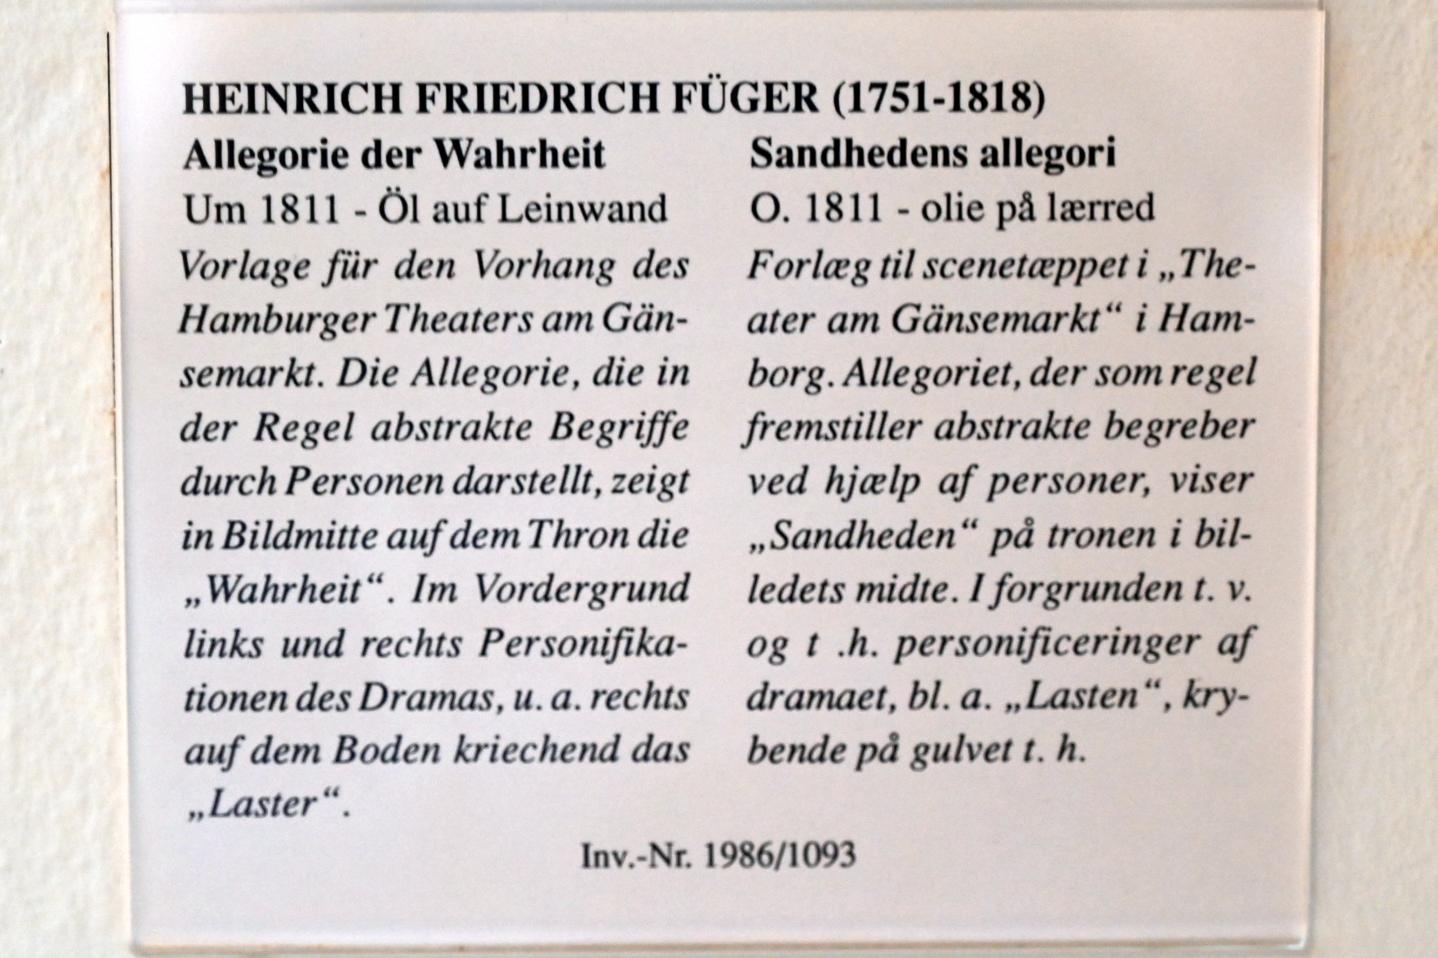 HEINRICH FRIEDRICH FÜGER (1751-1818)
Allegorie der Wahrheit
Um 1811 - Öl auf Leinwand
Vorlage für den Vorhang des
Hamburger Theaters am Gän-
semarkt. Die Allegorie, die in
der Regel abstrakte Begriffe
durch Personen darstellt, zeigt
in Bildmitte auf dem Thron die
„Wahrheit“. Im Vordergrund
links und rechts Personifika-
tionen des Dramas, u. a. rechts
auf dem Boden kriechend das
„Laster“.
Sandhedens allegori
O. 1811 - olie på lærred
Forlæg til scenetæppet i „The-
ater am Gänsemarkt“ i Ham-
borg. Allegoriet, der som regel
fremstiller abstrakte begreber
ved hjælp af personer, viser
„Sandheden“ på tronen i bil-
ledets midte. I forgrunden t. v.
og t .h. personificeringer af
dramaet, bl. a. „Lasten“, kry-
bende på gulvet t. h.
Inv.-Nr. 1986/1093